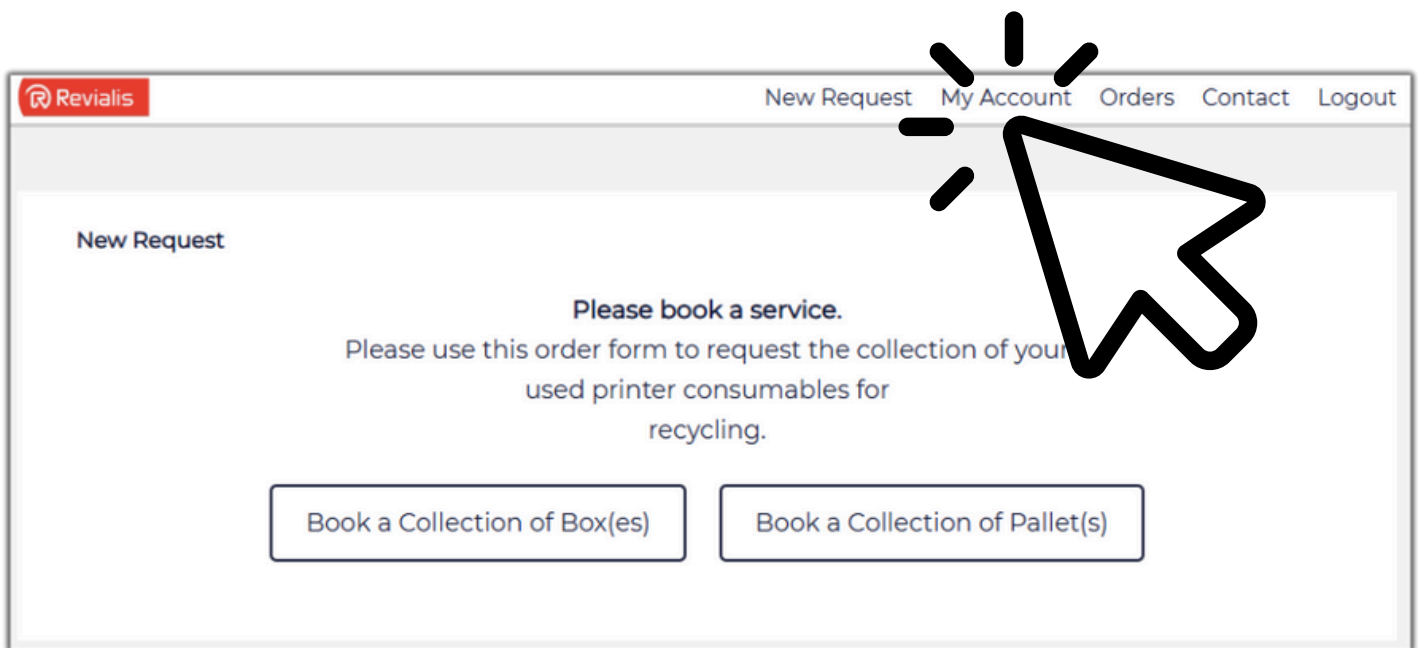 Revialis
New Request My Account Orders Contact Logout
New Request
Please book a service.
Please use this order form to request the collection of your
used printer consumables for
recycling.
Book a Collection of Box(es)
Book a Collection of Pallet(s)